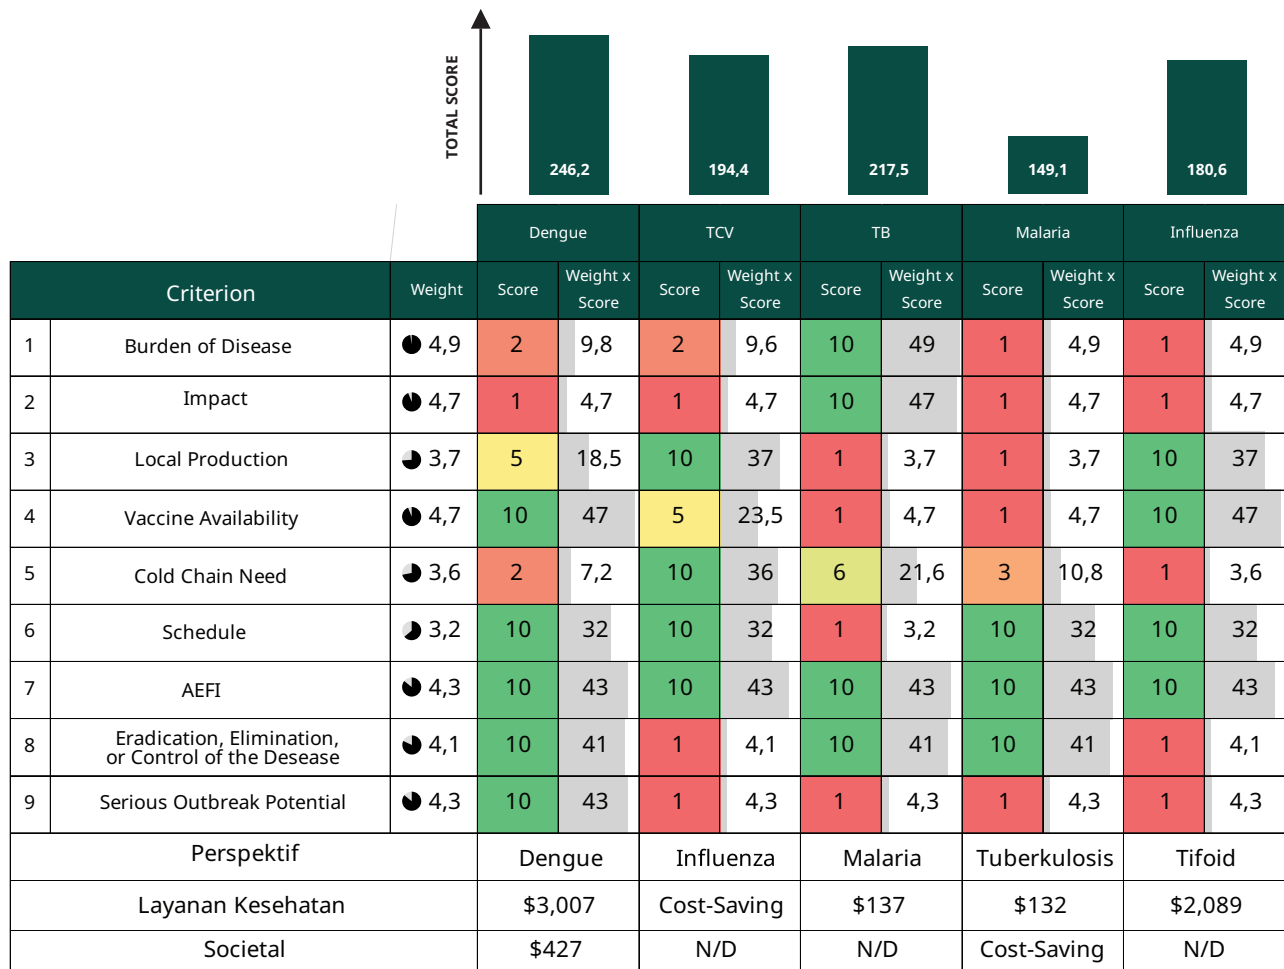 TOTAL SCORE
246,2 194,4 217,5 149,1 180,6
Dengue TCV TB Malaria Influenza
Criterion Weight Score Weight x Score Score Weight x Score Score Weight x Score Score Weight x Score Score Weight x Score
1 Burden of Disease 4,9 2 9,8 2 9,6 10 49 1 4,9 1 4,9
2 Impact 4,7 1 4,7 1 4,7 10 47 1 4,7 1 4,7
3 Local Production 3,7 5 18,5 10 37 1 3,7 1 3,7 10 37
4 Vaccine Availability 4,7 10 47 5 23,5 1 4,7 1 4,7 10 47
5 Cold Chain Need 3,6 2 7,2 10 36 6 21,6 3 10,8 1 3,6
6 Schedule 3,2 10 32 10 32 1 3,2 10 32 10 32
7 AEFI 4,3 10 43 10 43 10 43 10 43 10 43
8 Eradication, Elimination,
or Control of the Desease 4,1 10 41 1 4,1 10 41 10 41 1 4,1
9 Serious Outbreak Potential 4,3 10 43 1 4,3 1 4,3 1 4,3 1 4,3
Perspektif Dengue Influenza Malaria Tuberkulosis Tifoid
Layanan Kesehatan $3,007 Cost-Saving $137 $132 $2,089
Societal $427 N/D N/D Cost-Saving N/D